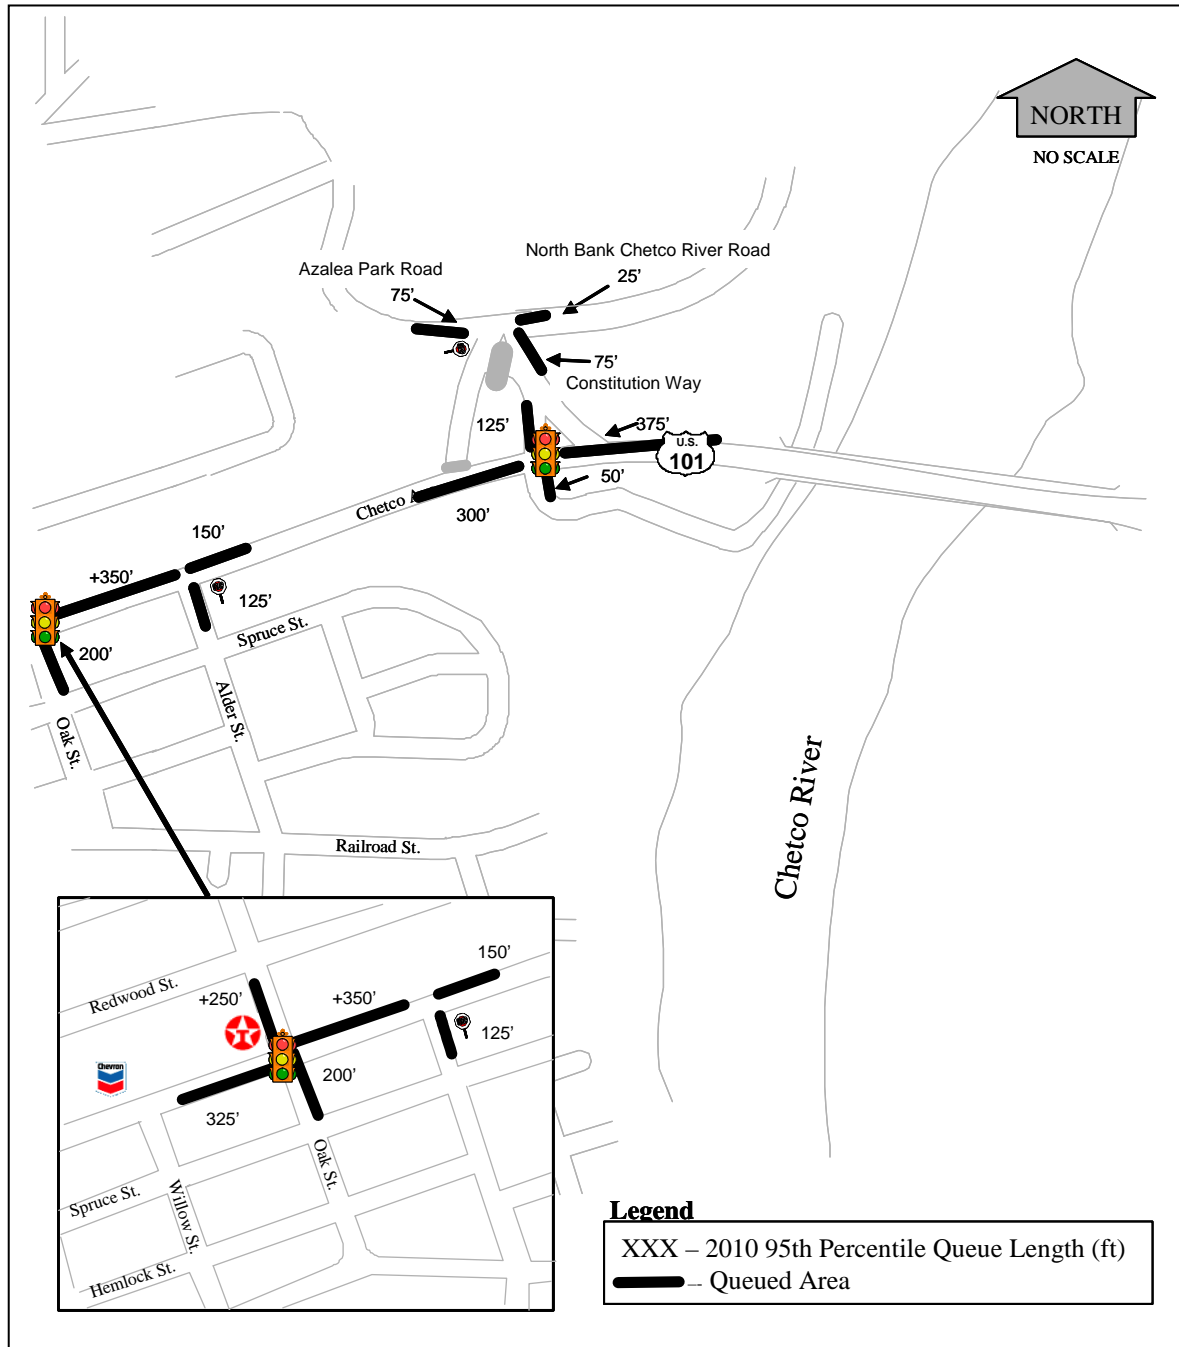 NORTH
NO SCALE
North Bank Chetco River Road
25'
Azalea Park Road
75'
75'
Constitution Way
125'
375'
U.S.
101
50'
Chetco
300'
150'
+350'
125'
Spruce St.
200'
Alder St.
Oak St.
Chetco River
Railroad St.
150'
Redwood St.
+250'
+350'
T
125'
Chevron
200'
325'
Oak St.
Spruce St.
Willow St.
Hemlock St.
Legend
XXX – 2010 95th Percentile Queue Length (ft)
-- Queued Area